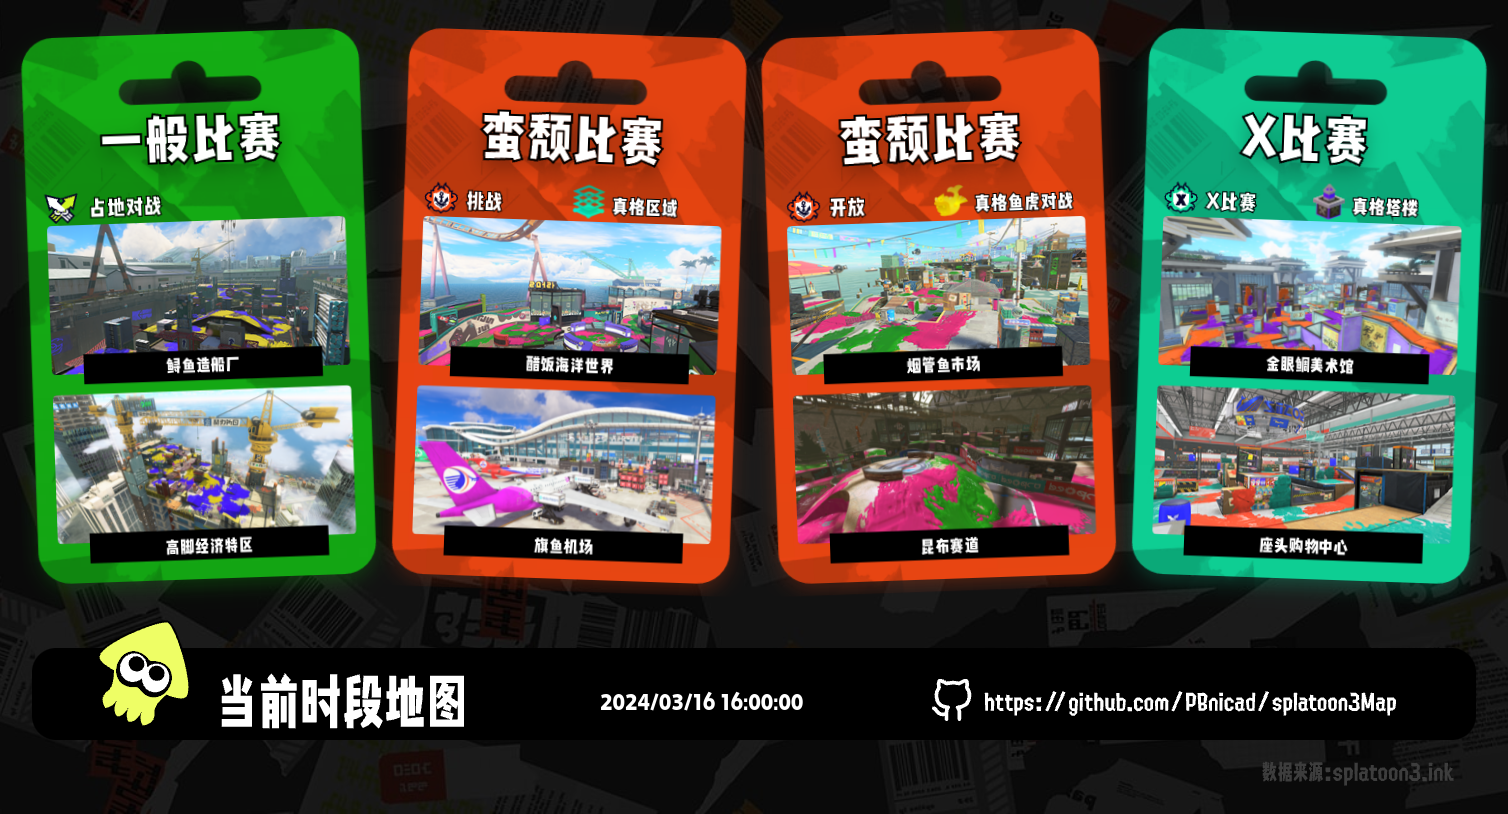 一般比赛
占地对战
鲟鱼造船厂
高脚经济特区
蛮颓比赛
挑战
真格区域
醋饭海洋世界
旗鱼机场
蛮颓比赛
开放
真格鱼虎对战
烟管鱼市场
昆布赛道
X比赛
X比赛
真格塔楼
金眼鲷美术馆
座头购物中心
当前时段地图
2024/03/16 16:00:00
https://github.com/PBnicad/splatoon3Map
数据来源:splatoon3.ink